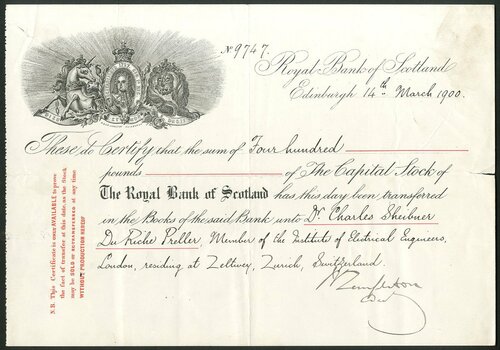 No 9747.
Royal Bank of Scotland
Edinburgh 14th March 1900.
These do Certify that the sum of Four hundred
pounds of The Capital Stock of
The Royal Bank of Scotland has this day been transferred
in the Books of the said Bank unto Dr. Charles Sheibner
Du Riche Preller, Member of the Institute of Electrical Engineers,
London, residing at Zeltweg, Zurich, Switzerland.
N.B. This Certificate is ONLY AVAILABLE to prove
the fact of transfer at this date, as the Stock
may be SOLD or RETRANSFERRED at any time
WITHOUT PRODUCTION HEREOF